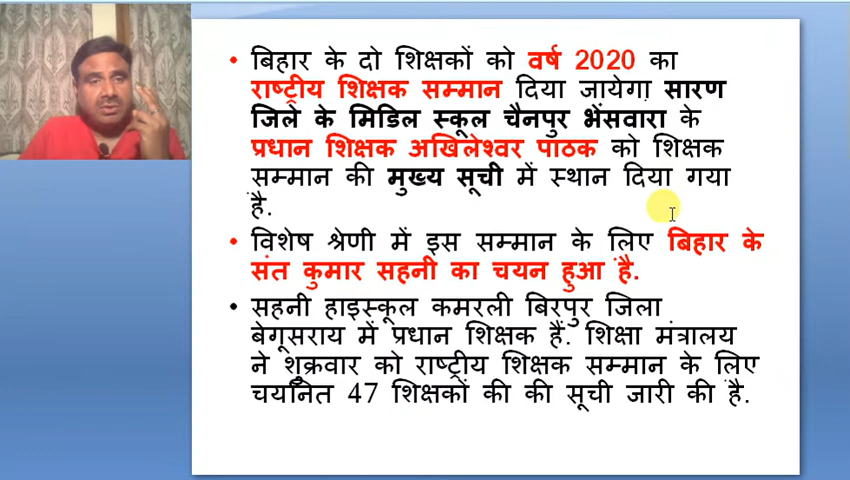 बिहार के दो शिक्षकों को वर्ष 2020 का
राष्ट्रीय शिक्षक सम्मान दिया जायेगा सारण
जिले के मिडिल स्कूल चैनपुर भेंसवारा के
प्रधान शिक्षक अखिलेश्वर पाठक को शिक्षक
सम्मान की मुख्य सूची में स्थान दिया गया
है.
विशेष श्रेणी में इस सम्मान के लिए बिहार के
संत कुमार सहनी का चयन हुआ है.
सहनी हाइस्कूल कमरली बिरपुर जिला
बेगूसराय में प्रधान शिक्षक हैं. शिक्षा मंत्रालय
ने शुक्रवार को राष्ट्रीय शिक्षक सम्मान के लिए
चयनित 47 शिक्षकों की की सूची जारी की है.